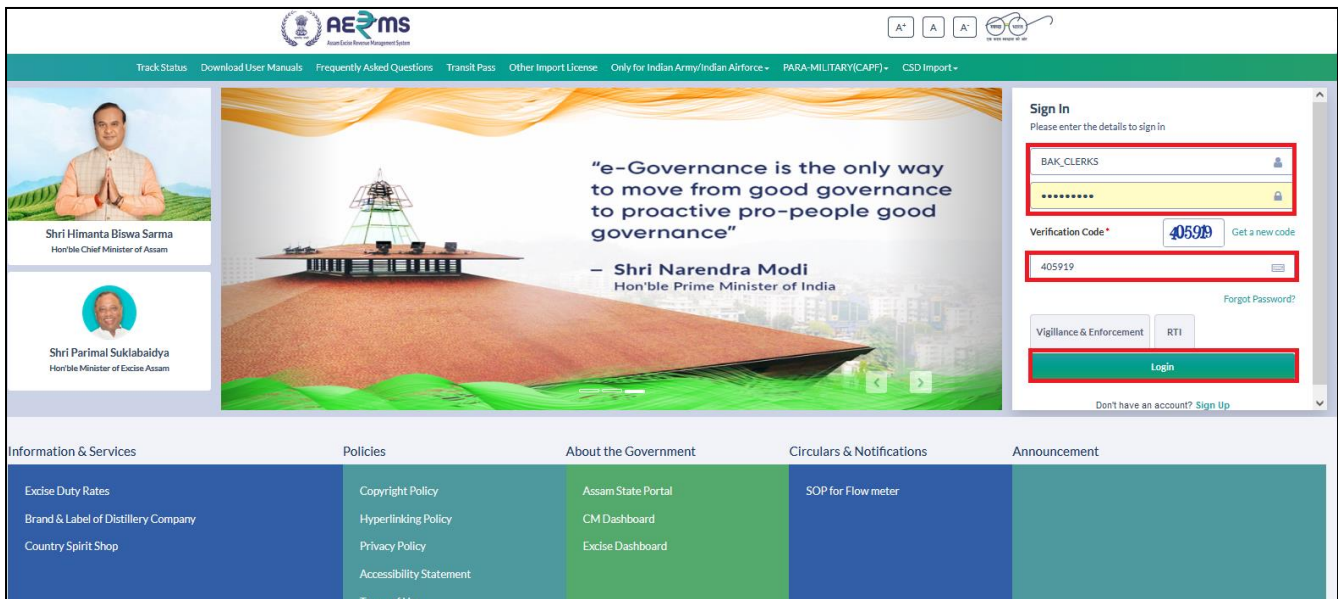 AERMS
Assam Excise Revenue Management System
A+ A A-
Track Status Download User Manuals Frequently Asked Questions Transit Pass Other Import License Only for Indian Army/Indian Airforce PARA-MILITARY(CAPF) CSD Import
Shri Himanta Biswa Sarma
Hon'ble Chief Minister of Assam
Shri Parimal Suklabaidya
Hon'ble Minister of Excise Assam
“e-Governance is the only way
to move from good governance
to proactive pro-people good
governance”
– Shri Narendra Modi
Hon'ble Prime Minister of India
Sign In
Please enter the details to sign in
BAK_CLERKS
•••••••••
Verification Code* 405919 Get a new code
405919
Forgot Password?
Vigillance & Enforcement RTI
Login
Don't have an account? Sign Up
Information & Services
Excise Duty Rates
Brand & Label of Distillery Company
Country Spirit Shop
Policies
Copyright Policy
Hyperlinking Policy
Privacy Policy
Accessibility Statement
About the Government
Assam State Portal
CM Dashboard
Excise Dashboard
Circulars & Notifications
SOP for Flow meter
Announcement